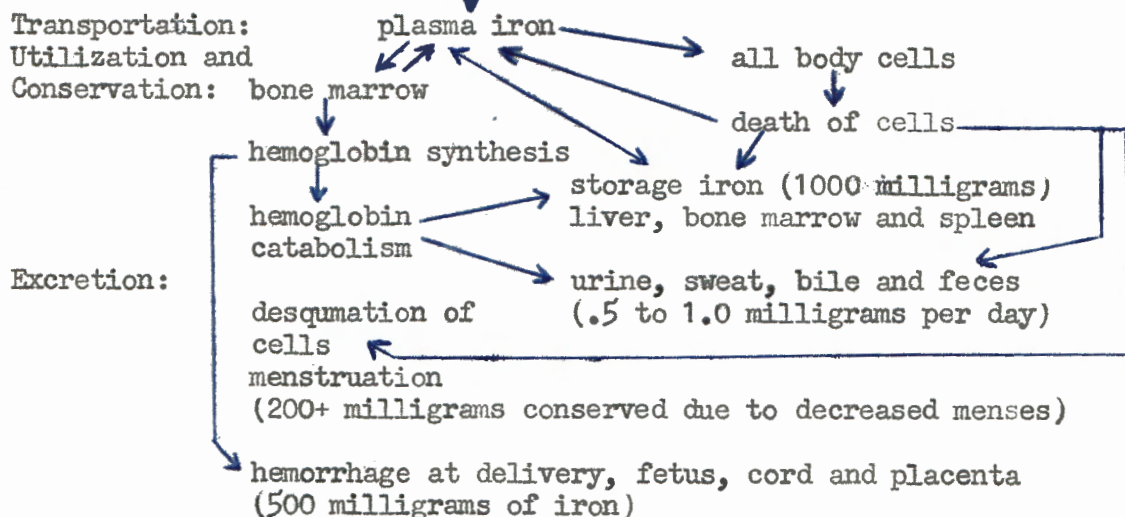 Transportation: plasma iron
Utilization and all body cells
Conservation: bone marrow
death of cells
hemoglobin synthesis
storage iron (1000 milligrams)
hemoglobin liver, bone marrow and spleen
catabolism
Excretion: urine, sweat, bile and feces
desqumation of (.5 to 1.0 milligrams per day)
cells
menstruation
(200+ milligrams conserved due to decreased menses)
hemorrhage at delivery, fetus, cord and placenta
(500 milligrams of iron)